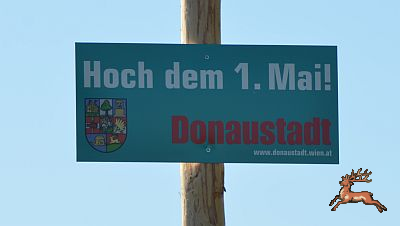 Hoch dem 1. Mai!
Donaustadt
www.donaustadt.wien.at